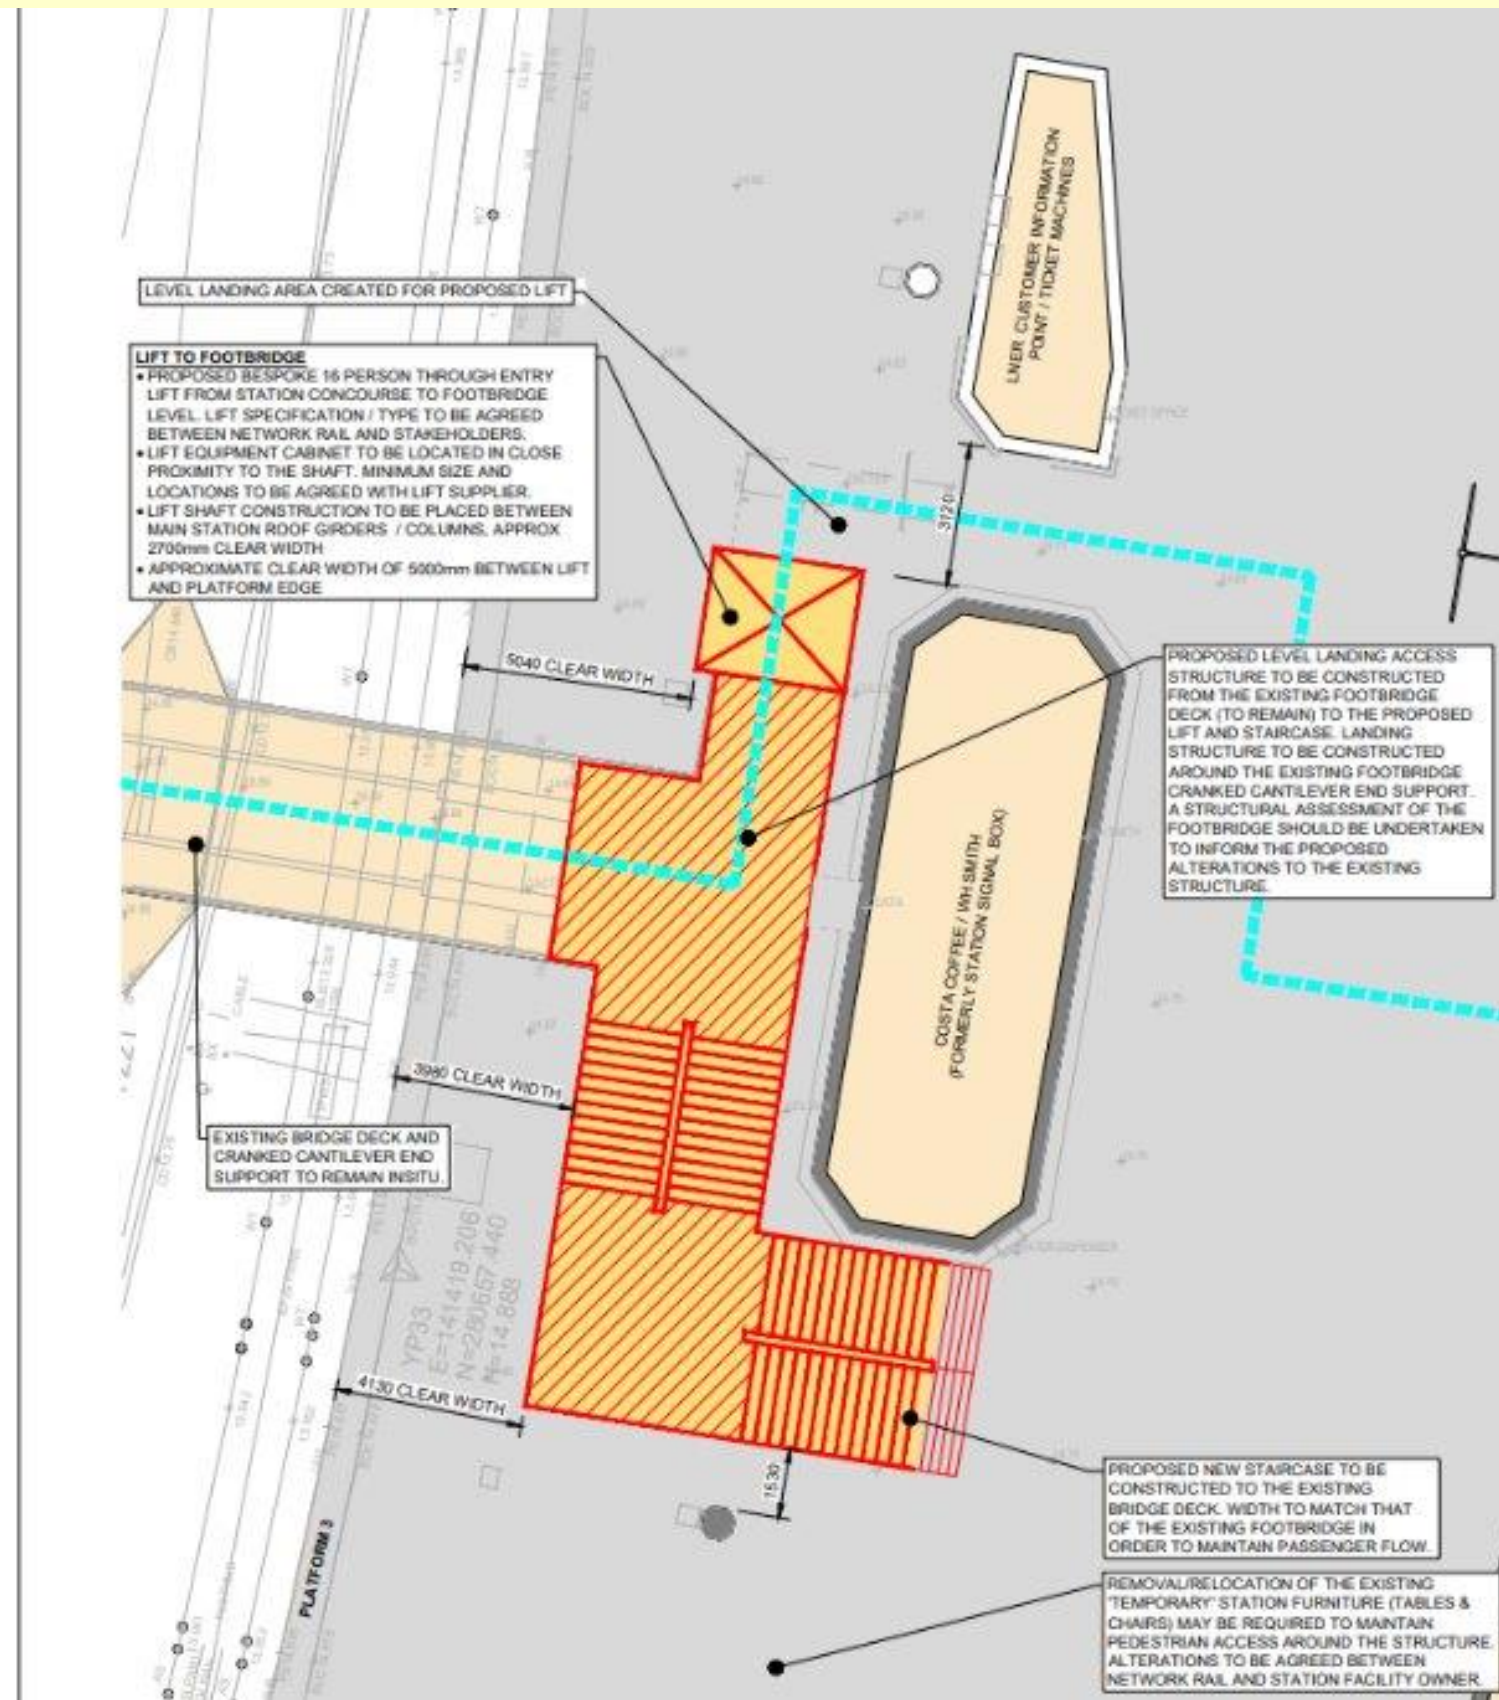 LNER CUSTOMER INFORMATION
POINT / TICKET MACHINES
LEVEL LANDING AREA CREATED FOR PROPOSED LIFT
LIFT TO FOOTBRIDGE
• PROPOSED BESPOKE 16 PERSON THROUGH ENTRY
LIFT FROM STATION CONCOURSE TO FOOTBRIDGE
LEVEL. LIFT SPECIFICATION / TYPE TO BE AGREED
BETWEEN NETWORK RAIL AND STAKEHOLDERS.
• LIFT EQUIPMENT CABINET TO BE LOCATED IN CLOSE
PROXIMITY TO THE SHAFT. MINIMUM SIZE AND
LOCATIONS TO BE AGREED WITH LIFT SUPPLIER.
• LIFT SHAFT CONSTRUCTION TO BE PLACED BETWEEN
MAIN STATION ROOF GIRDERS / COLUMNS, APPROX
2700mm CLEAR WIDTH
• APPROXIMATE CLEAR WIDTH OF 5000mm BETWEEN LIFT
AND PLATFORM EDGE
3120
5040 CLEAR WIDTH
PROPOSED LEVEL LANDING ACCESS
STRUCTURE TO BE CONSTRUCTED
FROM THE EXISTING FOOTBRIDGE
DECK (TO REMAIN) TO THE PROPOSED
LIFT AND STAIRCASE. LANDING
STRUCTURE TO BE CONSTRUCTED
AROUND THE EXISTING FOOTBRIDGE
CRANKED CANTILEVER END SUPPORT.
A STRUCTURAL ASSESSMENT OF THE
FOOTBRIDGE SHOULD BE UNDERTAKEN
TO INFORM THE PROPOSED
ALTERATIONS TO THE EXISTING
STRUCTURE.
COSTA COFFEE / WH SMITH
(FORMERLY STATION SIGNAL BOX)
CABLE
3980 CLEAR WIDTH
EXISTING BRIDGE DECK AND
CRANKED CANTILEVER END
SUPPORT TO REMAIN INSITU.
YP33
E=141419.206
N=280657.440
H=14.888
4130 CLEAR WIDTH
1530
PLATFORM 3
PROPOSED NEW STAIRCASE TO BE
CONSTRUCTED TO THE EXISTING
BRIDGE DECK. WIDTH TO MATCH THAT
OF THE EXISTING FOOTBRIDGE IN
ORDER TO MAINTAIN PASSENGER FLOW.
REMOVAL/RELOCATION OF THE EXISTING
'TEMPORARY' STATION FURNITURE (TABLES &
CHAIRS) MAY BE REQUIRED TO MAINTAIN
PEDESTRIAN ACCESS AROUND THE STRUCTURE.
ALTERATIONS TO BE AGREED BETWEEN
NETWORK RAIL AND STATION FACILITY OWNER.